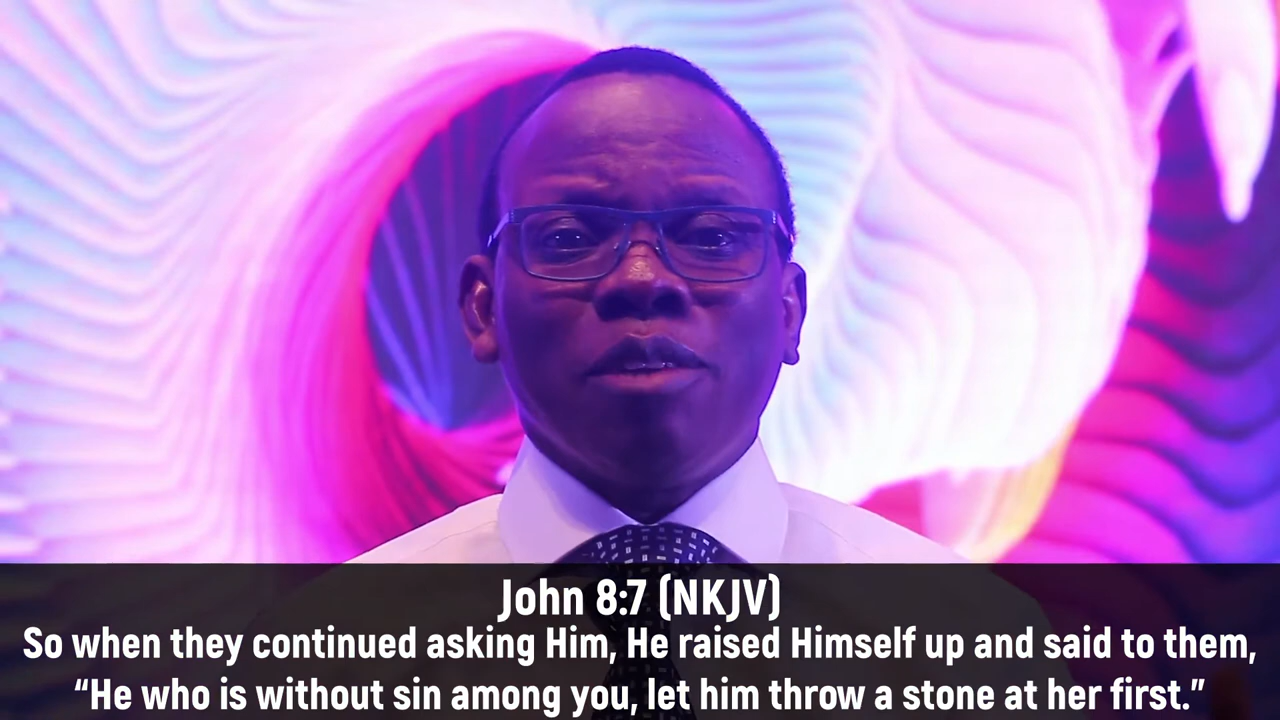 John 8:7 (NKJV)
So when they continued asking Him, He raised Himself up and said to them,
“He who is without sin among you, let him throw a stone at her first.”